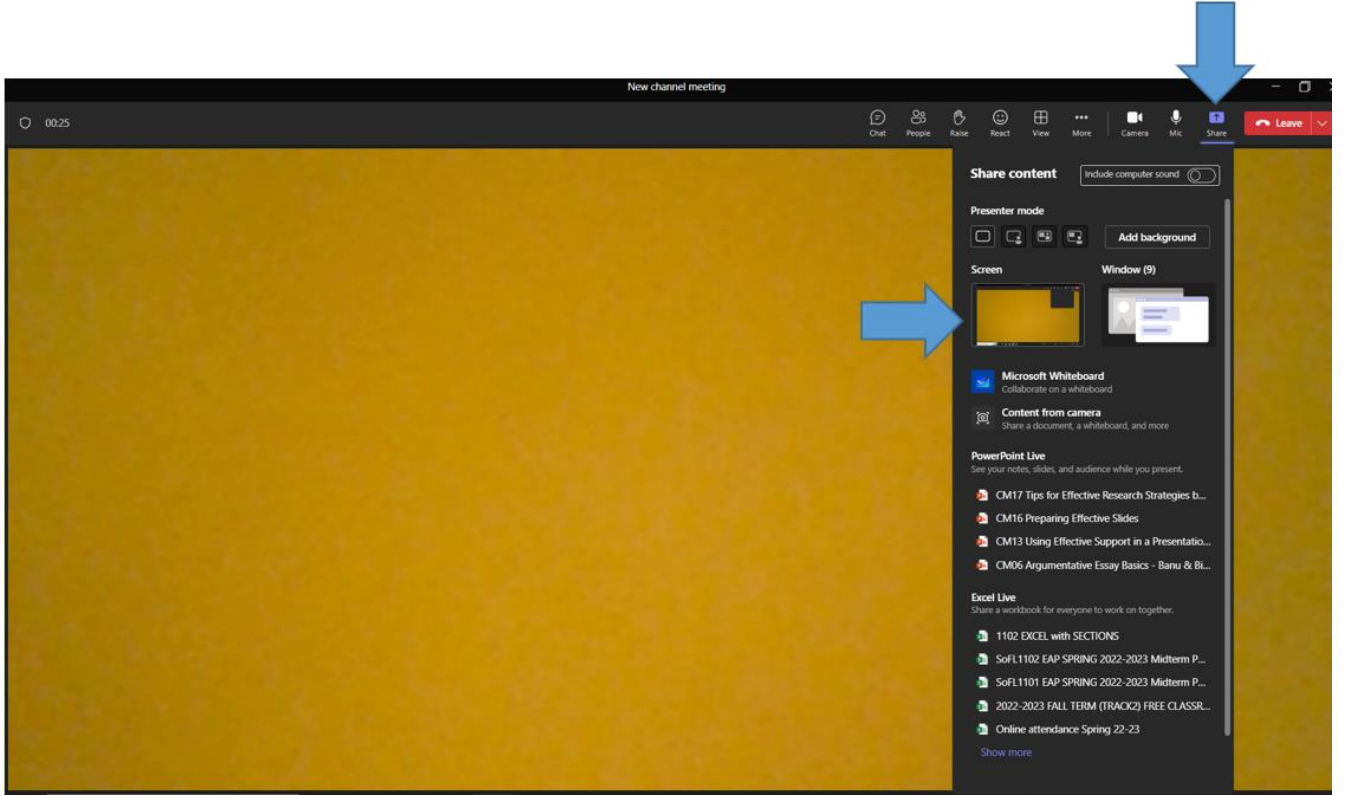 New channel meeting
00:25
Chat People Raise React View More Camera Mic Share Leave
Share content Include computer sound
Presenter mode
Add background
Screen Window (9)
Microsoft Whiteboard
Collaborate on a whiteboard
Content from camera
Share a document, a whiteboard, and more
PowerPoint Live
See your notes, slides, and audience while you present.
CM17 Tips for Effective Research Strategies b...
CM16 Preparing Effective Slides
CM13 Using Effective Support in a Presentatio...
CM06 Argumentative Essay Basics - Banu & Bi...
Excel Live
Share a workbook for everyone to work on together.
1102 EXCEL with SECTIONS
SoFL1102 EAP SPRING 2022-2023 Midterm P...
SoFL1101 EAP SPRING 2022-2023 Midterm P...
2022-2023 FALL TERM (TRACK2) FREE CLASSR...
Online attendance Spring 22-23
Show more